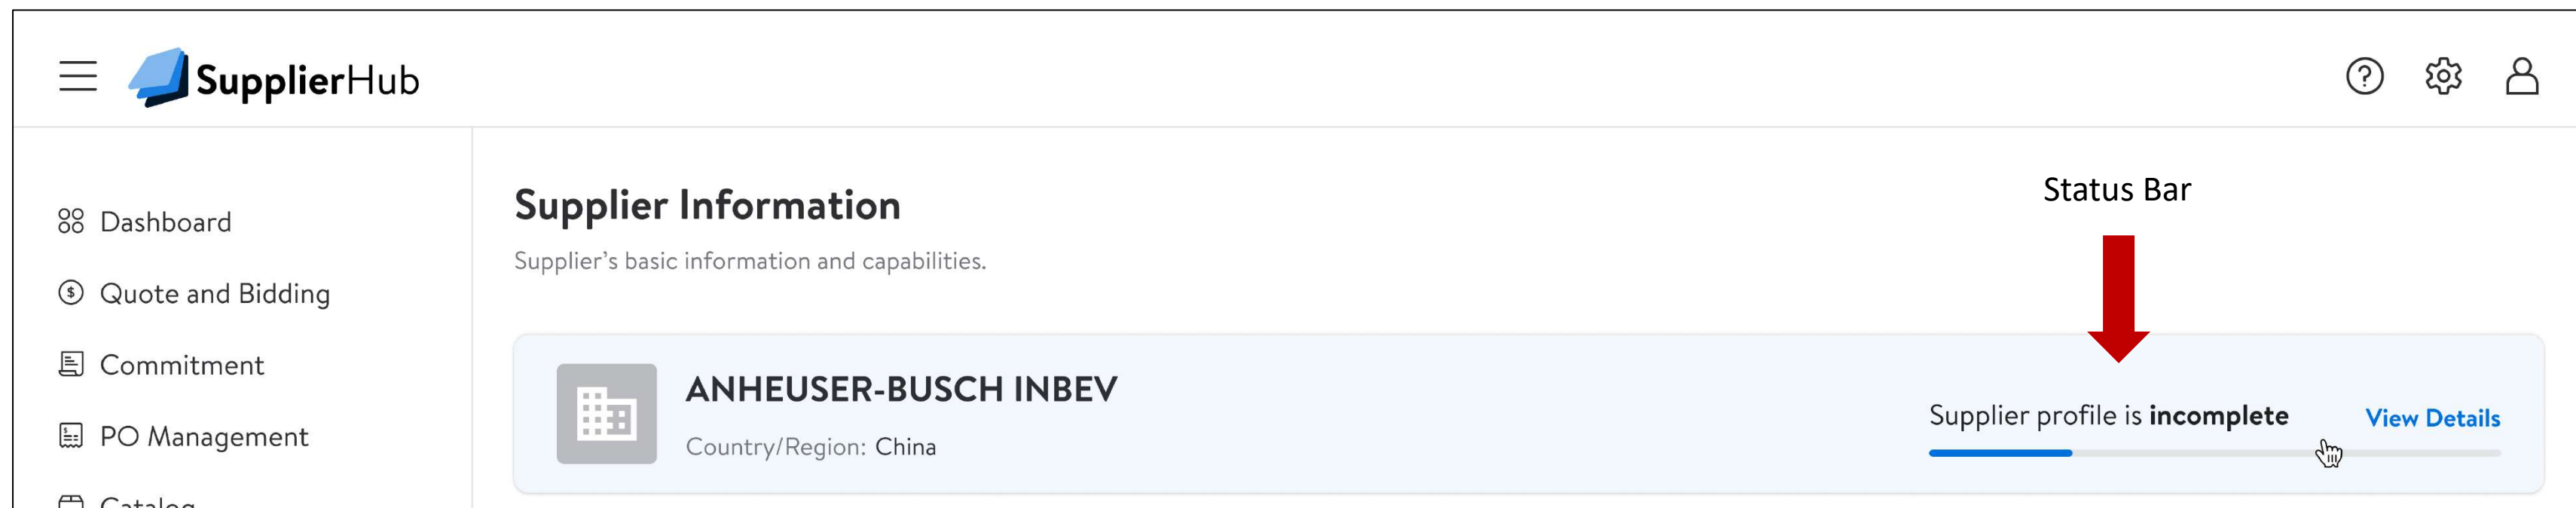 SupplierHub
Dashboard
Quote and Bidding
Commitment
PO Management
Catalog
Supplier Information
Supplier's basic information and capabilities.
Status Bar
ANHEUSER-BUSCH INBEV
Country/Region: China
Supplier profile is incomplete
View Details